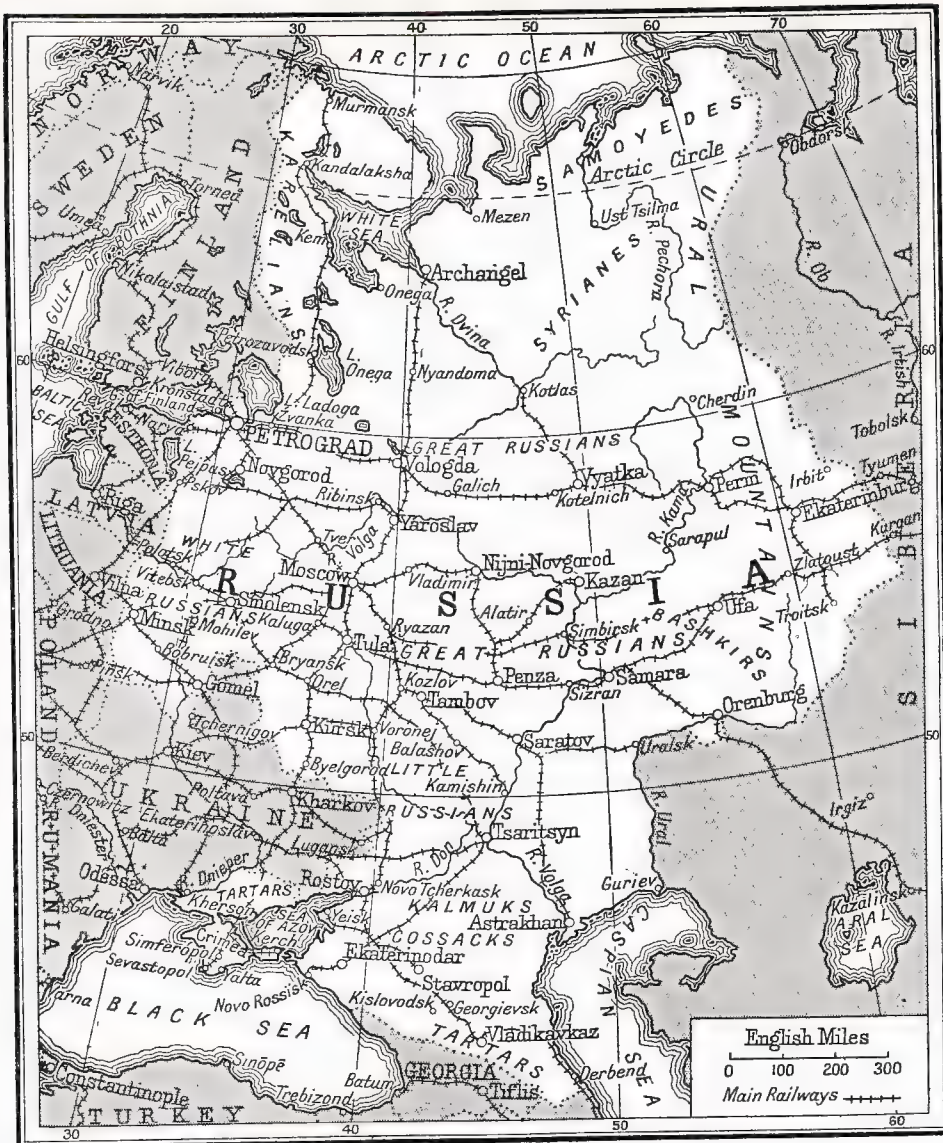 20 30 40 50 60 70
ARCTIC OCEAN
NORWAY
Narvik
Murmansk
SAMOYEDES
Obdorsk
SWEDEN
FINLAND
KARELIANS
Kandalaksha
Arctic Circle
Tornea
Umea
GULF OF BOTHNIA
WHITE SEA
Mezen
Ust Tsilma
R. Pechora
URAL MOUNTAINS
R. Ob
Kem
Archangel
Onega
R. Dvina
SYRIANES
Nikolaistad
Petrozavodsk
L. Onega
Nyandoma
60
60
R. Irtish
Helsingfors
Viborg
Kronstadt
G. of Finland
L. Ladoga
Zvanka
Kotlas
Cherdin
BALTIC SEA
Narva
PETROGRAD
GREAT RUSSIANS
Tobolsk
ESTHONIA
L. Peipas
Novgorod
Vologda
Vyatka
Perm
Irbit
Tyumen
Pskov
Galich
Kotelnich
R. Kama
Ekaterinburg
Riga
Ribinsk
LATVIA
Yaroslav
Sarapul
Kurgan
LITHUANIA
Polatsk
WHITE RUSSIANS
Tver
R. Volga
Nijni-Novgorod
Zlatoust
Vilna
Vitebsk
Moscow
Vladimir
Kazan
RUSSIA
SIBERIA
Smolensk
Alatir
Ufa
Troitsk
Grodno
Minsk
Mohilev
Kaluga
Ryazan
Simbirsk
BASHKIRS
POLAND
Tula
GREAT RUSSIANS
Bobruisk
Bryansk
Pinsk
Kozlov
Penza
Samara
Gomel
Orel
Tambov
Sizran
Orenburg
Tchernigov
Kursk
Voronej
Saratov
Uralsk
50
50
Kiev
Balashov
Berdichev
Byelgorod
LITTLE RUSSIANS
Kamishin
R. Ural
Irgiz
UKRAINE
Poltava
Kharkov
Czernowitz
Ekaterinoslav
Tsaritsyn
Dniester
Balta
Lugansk
R. Don
R. Volga
RUMANIA
Dnieper
Rostov
Novo Tcherkask
Guriev
Kazalinsk
Odessa
TARTARS
Kherson
KALMUKS
Astrakhan
ARAL SEA
Galatz
SEA OF AZOV
Yeisk
COSSACKS
CASPIAN SEA
Crimea
Kerch
Simferopol
Ekaterinodar
Sevastopol
Yalta
Stavropol
Varna
Novo Rossisk
Kislovodsk
Georgievsk
BLACK SEA
Vladikavkaz
TARTARS
English Miles
0 100 200 300
Main Railways
Sinōpē
Batum
GEORGIA
Derbend
Constantinople
Trebizond
Tiflis
TURKEY
30 40 50 60